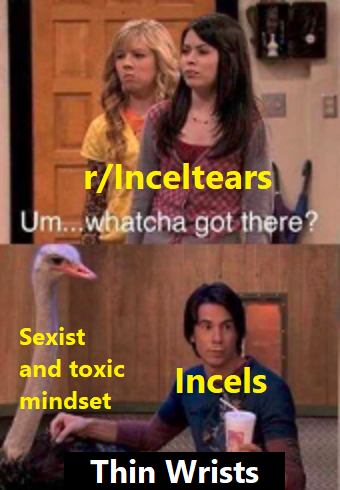 r/Inceltears
Um...whatcha got there?
Sexist
and toxic
mindset
Incels
Thin Wrists